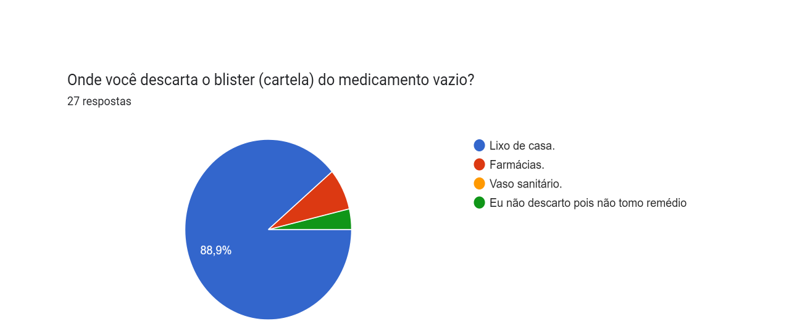 Onde você descarta o blister (cartela) do medicamento vazio?
27 respostas
Lixo de casa.
Farmácias.
Vaso sanitário.
Eu não descarto pois não tomo remédio
88,9%